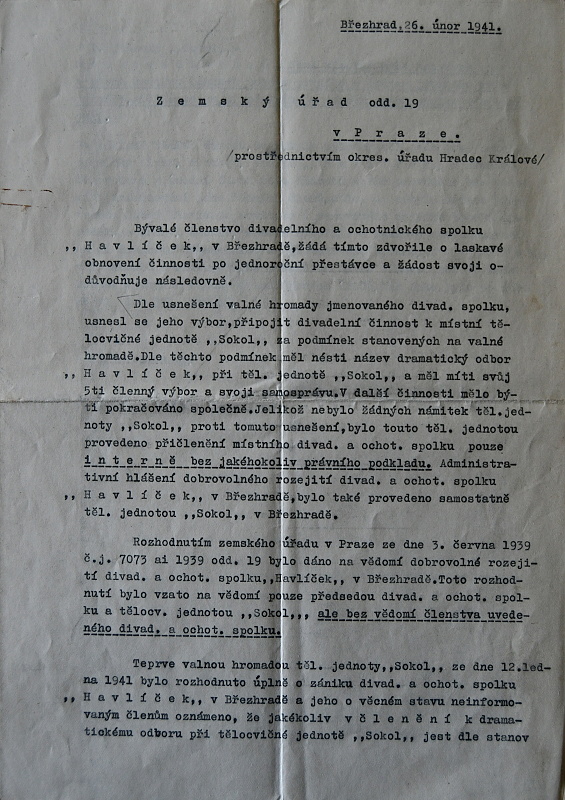 Březhrad,26. únor 1941.
Zemský úřad odd. 19
v Praze.
/prostřednictvím okres. úřadu Hradec Králové/
Bývalé členstvo divadelního a ochotnického spolku
,, H a v l í č e k ,, v Březhradě,žádá tímto zdvořile o laskavé
obnovení činnosti po jednoroční přestávce a žádost svoji o-
důvodňuje následovně.
Dle usnešení valné hromady jmenovaného divad. spolku,
usnesl se jeho výbor,připojit divadelní činnost k místní tě-
locvičné jednotě ,,Sokol,, za podmínek stanovených na valné
hromadě.Dle těchto podmínek měl nésti název dramatický odbor
,, H a v l í č e k ,, při těl. jednotě ,,Sokol,, a měl míti svůj
5ti členný výbor a svoji samosprávu.V další činnosti mělo bý-
ti pokračováno společně.Jelikož nebylo žádných námitek těl.jed-
noty ,,Sokol,, proti tomuto usnešení,bylo touto těl. jednotou
provedeno přičlenění místního divad. a ochot. spolku pouze
i n t e r n ě bez jakéhokoliv právního podkladu. Administra-
tivní hlášení dobrovolného rozejití divad. a ochot. spolku
,, H a v l í č e k ,, v Březhradě,bylo také provedeno samostatně
těl. jednotou ,,Sokol,, v Březhradě.
Rozhodnutím zemského úřadu v Praze ze dne 3. června 1939
č.j. 7073 ai 1939 odd. 19 bylo dáno na vědomí dobrovolné rozeji-
tí divad. a ochot. spolku,,Havlíček,, v Březhradě.Toto rozhod-
nutí bylo vzato na vědomí pouze předsedou divad. a ochot. spol-
ku a tělocv. jednotou ,,Sokol,,, ale bez vědomí členstva uvede-
ného divad. a ochot. spolku.
Teprve valnou hromadou těl. jednoty,,Sokol,, ze dne 12.led-
na 1941 bylo rozhodnuto úplně o zániku divad. a ochot. spolku
,, H a v l í č e k ,, v Březhradě a jeho o věcném stavu neinformo-
vaným členům oznámeno, že jakékoliv v č l e n ě n í k drama-
tickému odboru při tělocvičné jednotě ,,Sokol,, jest dle stanov